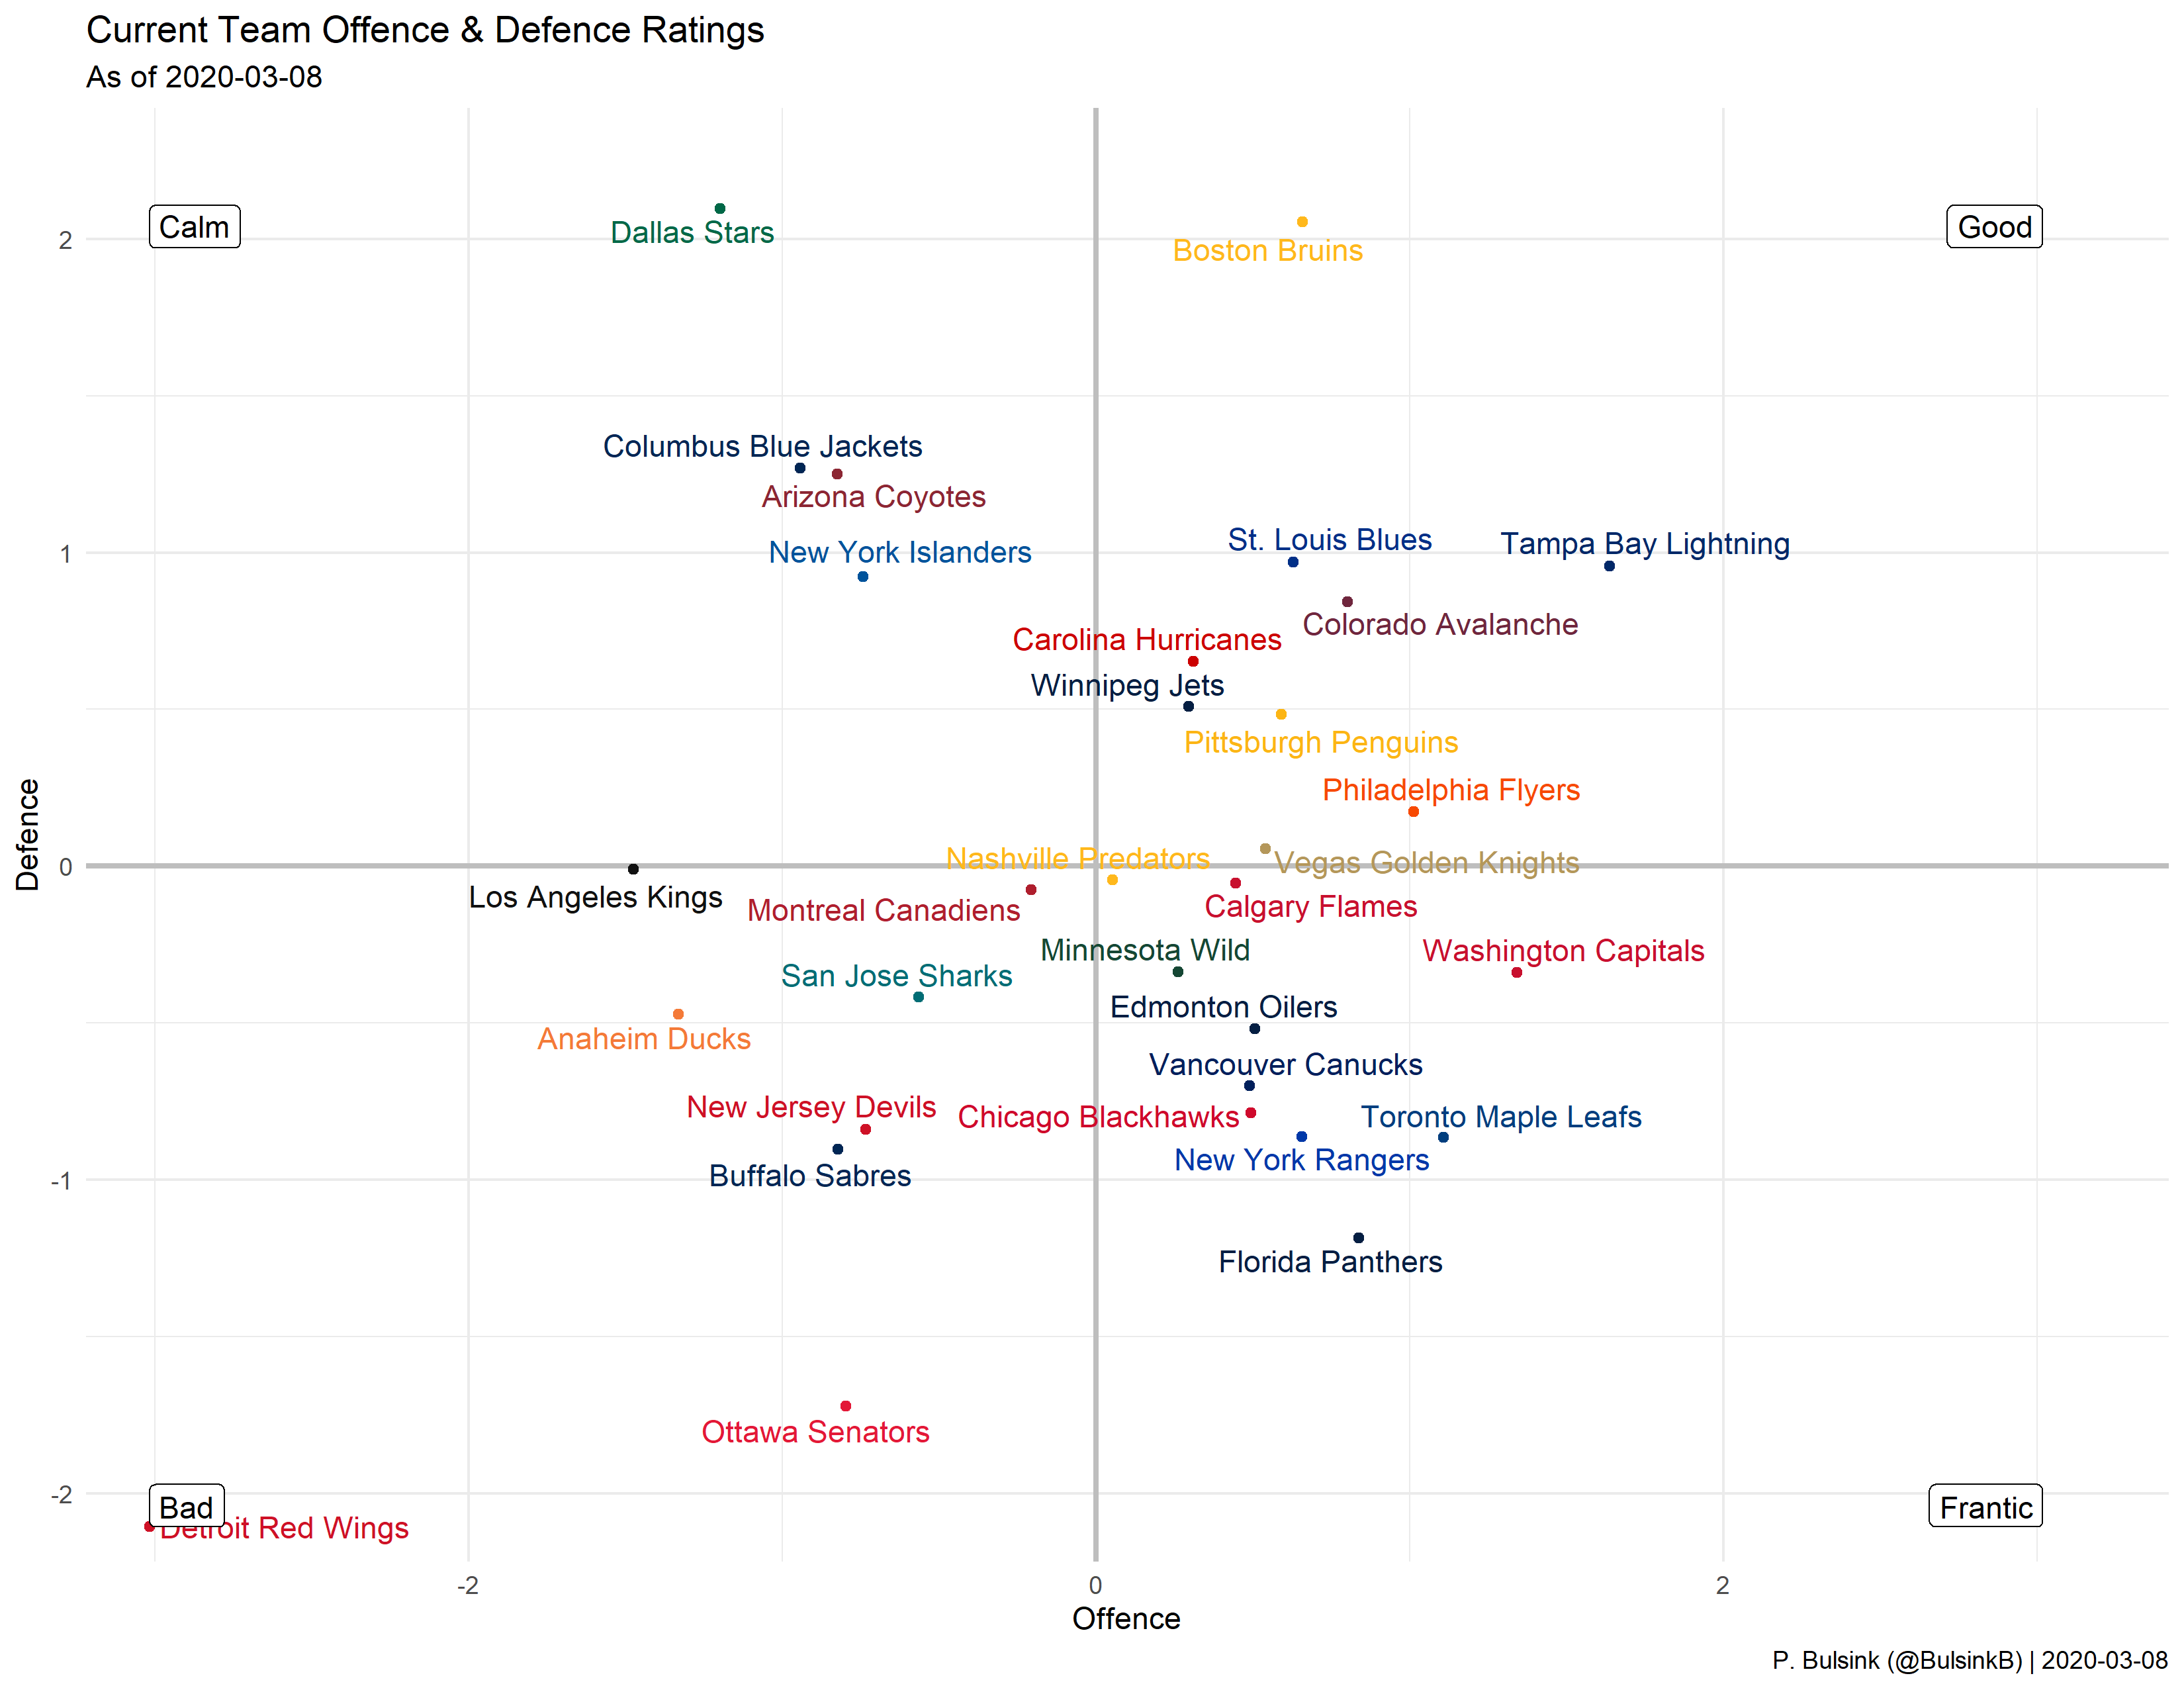 Current Team Offence & Defence Ratings
As of 2020-03-08
Calm
Good
Dallas Stars
2
Boston Bruins
Columbus Blue Jackets
Arizona Coyotes
St. Louis Blues
Tampa Bay Lightning
New York Islanders
1
Colorado Avalanche
Carolina Hurricanes
Winnipeg Jets
Pittsburgh Penguins
Philadelphia Flyers
Defence
Nashville Predators
Vegas Golden Knights
0
Los Angeles Kings
Montreal Canadiens
Calgary Flames
Minnesota Wild
Washington Capitals
San Jose Sharks
Edmonton Oilers
Anaheim Ducks
Vancouver Canucks
New Jersey Devils
Chicago Blackhawks
Toronto Maple Leafs
New York Rangers
Buffalo Sabres
-1
Florida Panthers
Ottawa Senators
-2
Bad
Frantic
Detroit Red Wings
-2
0
2
Offence
P. Bulsink (@BulsinkB) | 2020-03-08